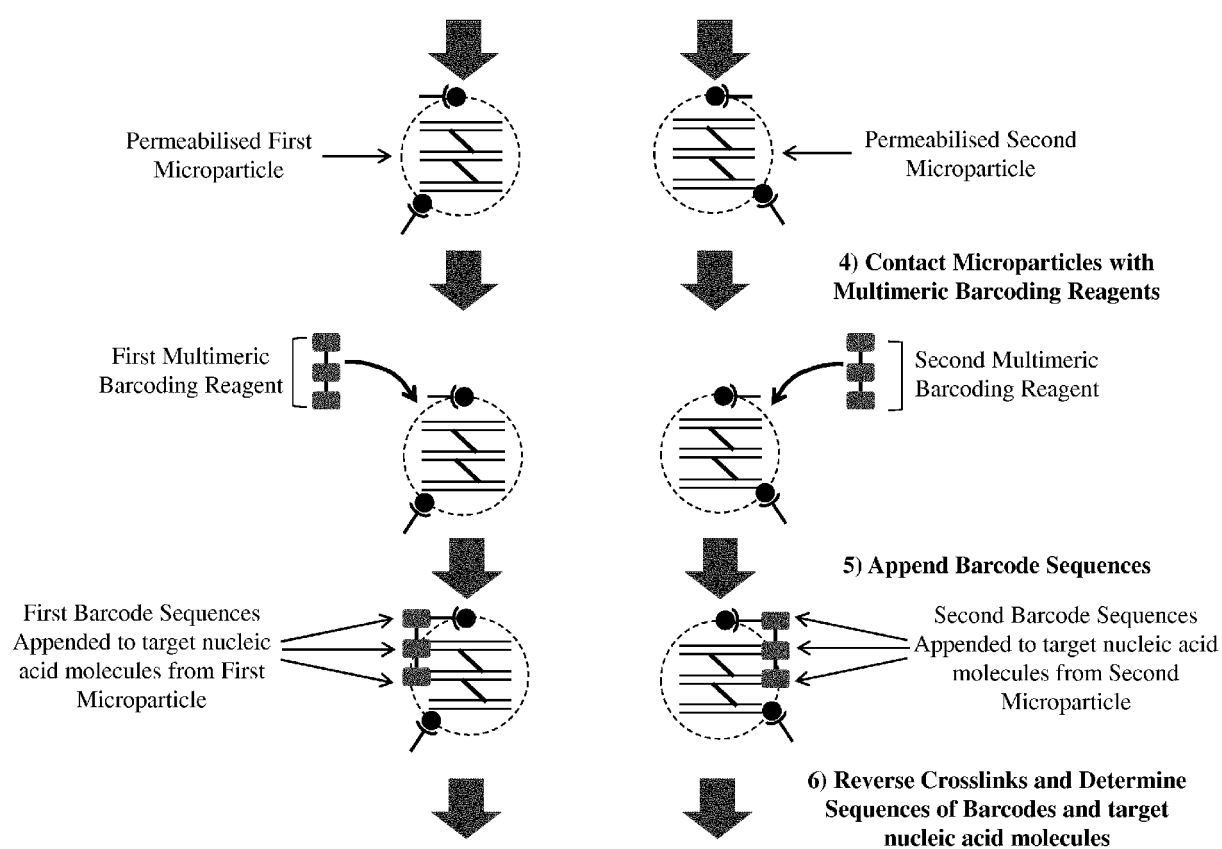 Permeabilised First
Microparticle
Permeabilised Second
Microparticle
4) Contact Microparticles with
Multimeric Barcoding Reagents
First Multimeric
Barcoding Reagent
Second Multimeric
Barcoding Reagent
5) Append Barcode Sequences
First Barcode Sequences
Appended to target nucleic
acid molecules from First
Microparticle
Second Barcode Sequences
Appended to target nucleic acid
molecules from Second
Microparticle
6) Reverse Crosslinks and Determine
Sequences of Barcodes and target
nucleic acid molecules